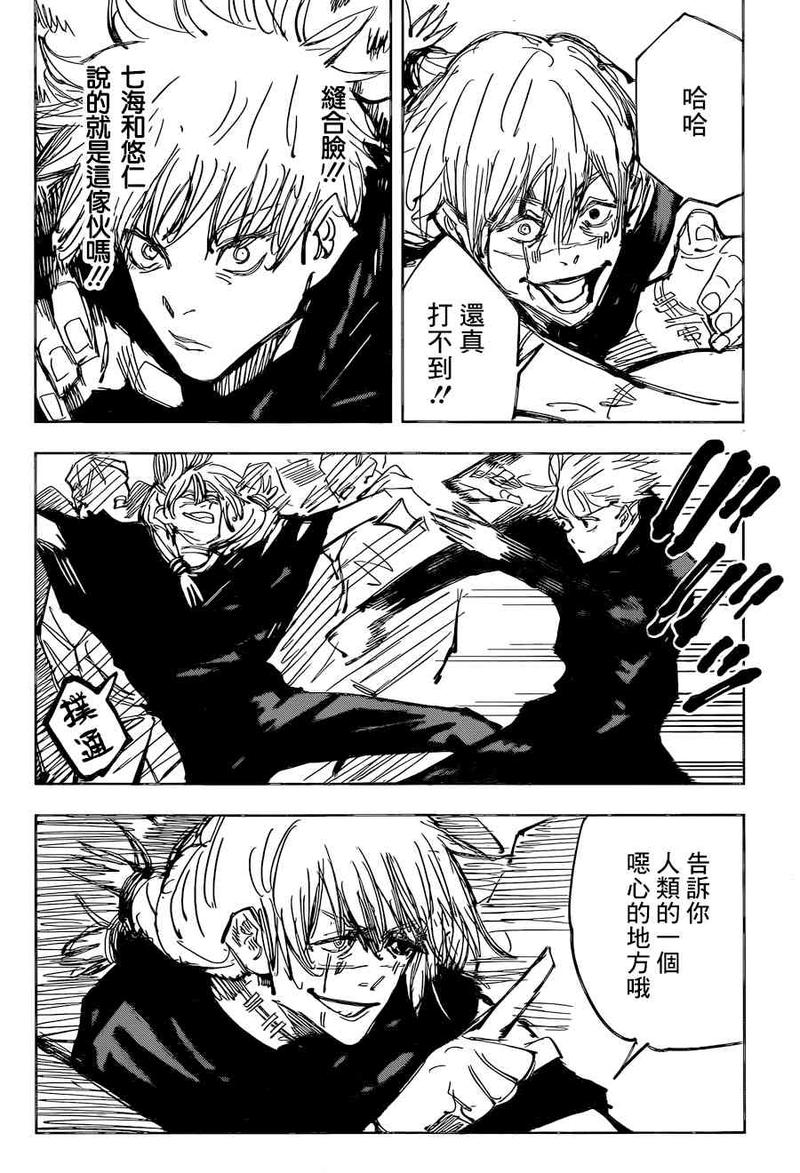 哈哈
還真
打不到!!
縫合臉!!
七海和悠仁
說的就是這傢伙嗎!!
撲通
告訴你
人類的一個
噁心的地方哦